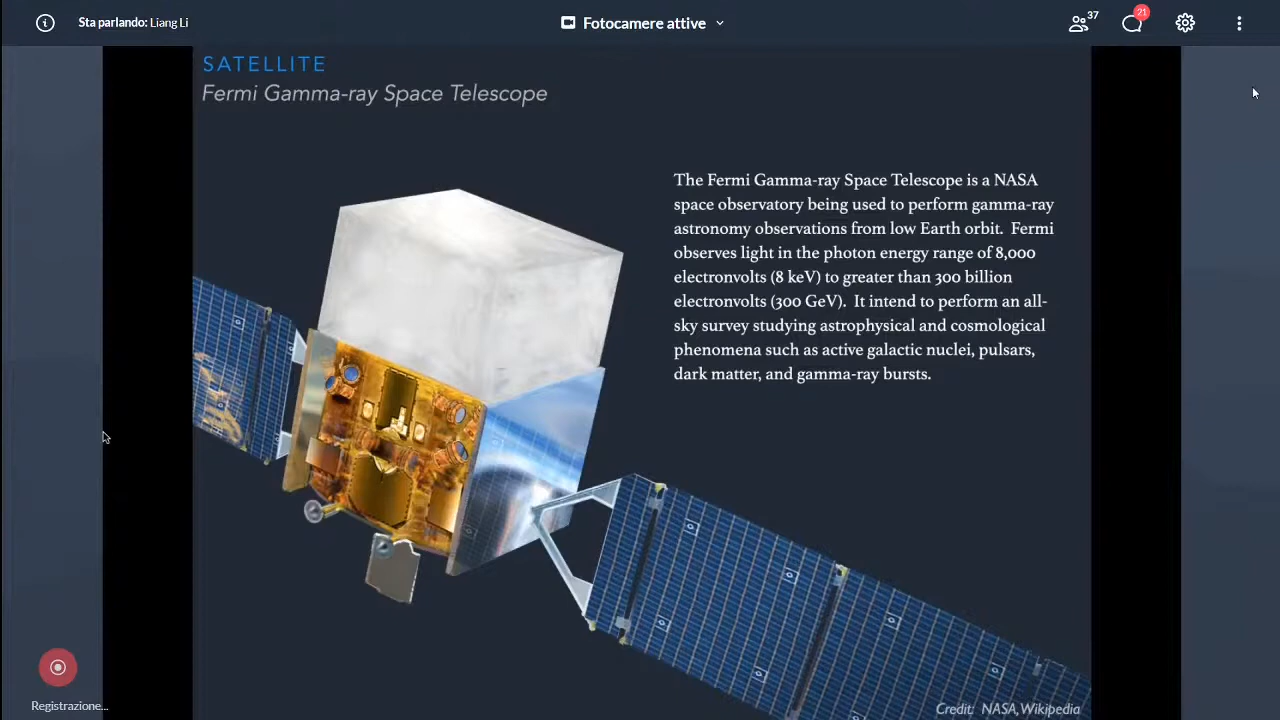 Sta parlando: Liang Li
Fotocamere attive
37
21
SATELLITE
Fermi Gamma-ray Space Telescope
The Fermi Gamma-ray Space Telescope is a NASA
space observatory being used to perform gamma-ray
astronomy observations from low Earth orbit. Fermi
observes light in the photon energy range of 8,000
electronvolts (8 keV) to greater than 300 billion
electronvolts (300 GeV). It intend to perform an all-
sky survey studying astrophysical and cosmological
phenomena such as active galactic nuclei, pulsars,
dark matter, and gamma-ray bursts.
Registrazione...
Credit: NASA, Wikipedia